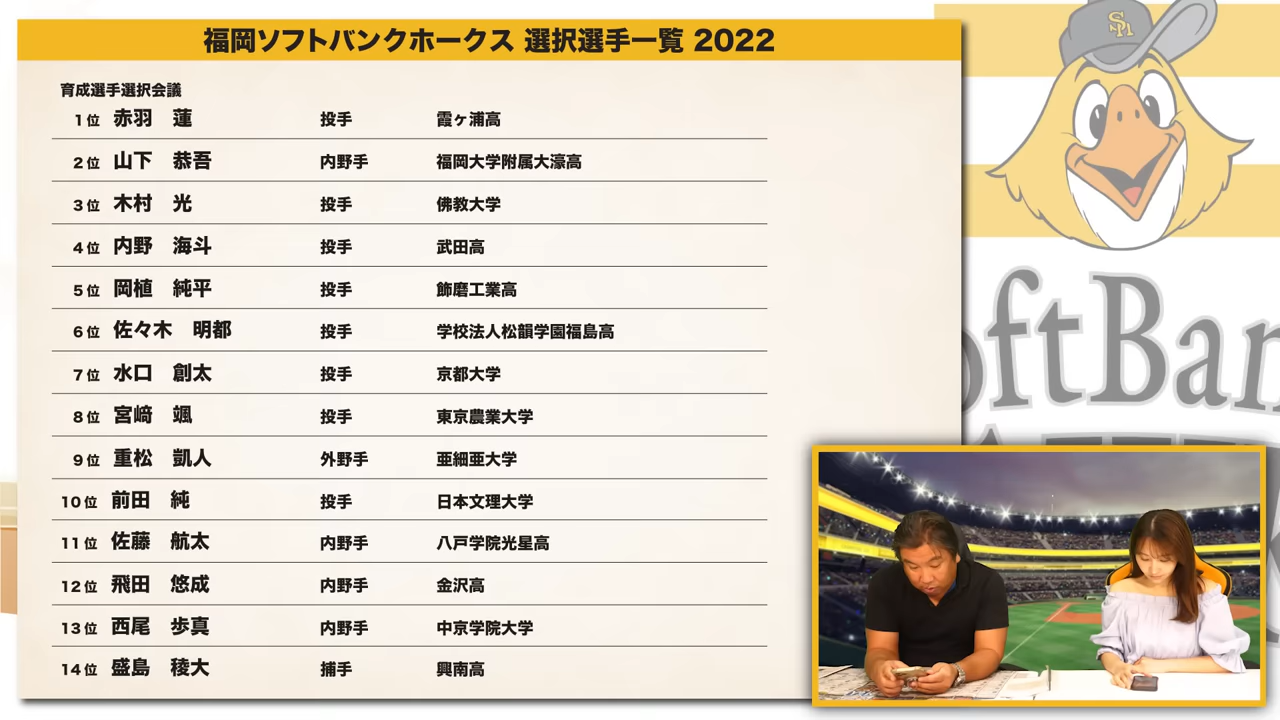 福岡ソフトバンクホークス 選択選手一覧 2022
育成選手選択会議
1位 赤羽 蓮 投手 霞ヶ浦高
2位 山下 恭吾 内野手 福岡大学附属大濠高
3位 木村 光 投手 佛教大学
4位 内野 海斗 投手 武田高
5位 岡植 純平 投手 飾磨工業高
6位 佐々木 明都 投手 学校法人松韻学園福島高
7位 水口 創太 投手 京都大学
8位 宮﨑 颯 投手 東京農業大学
9位 重松 凱人 外野手 亜細亜大学
10位 前田 純 投手 日本文理大学
11位 佐藤 航太 内野手 八戸学院光星高
12位 飛田 悠成 内野手 金沢高
13位 西尾 歩真 内野手 中京学院大学
14位 盛島 稜大 捕手 興南高
SH
oftBan